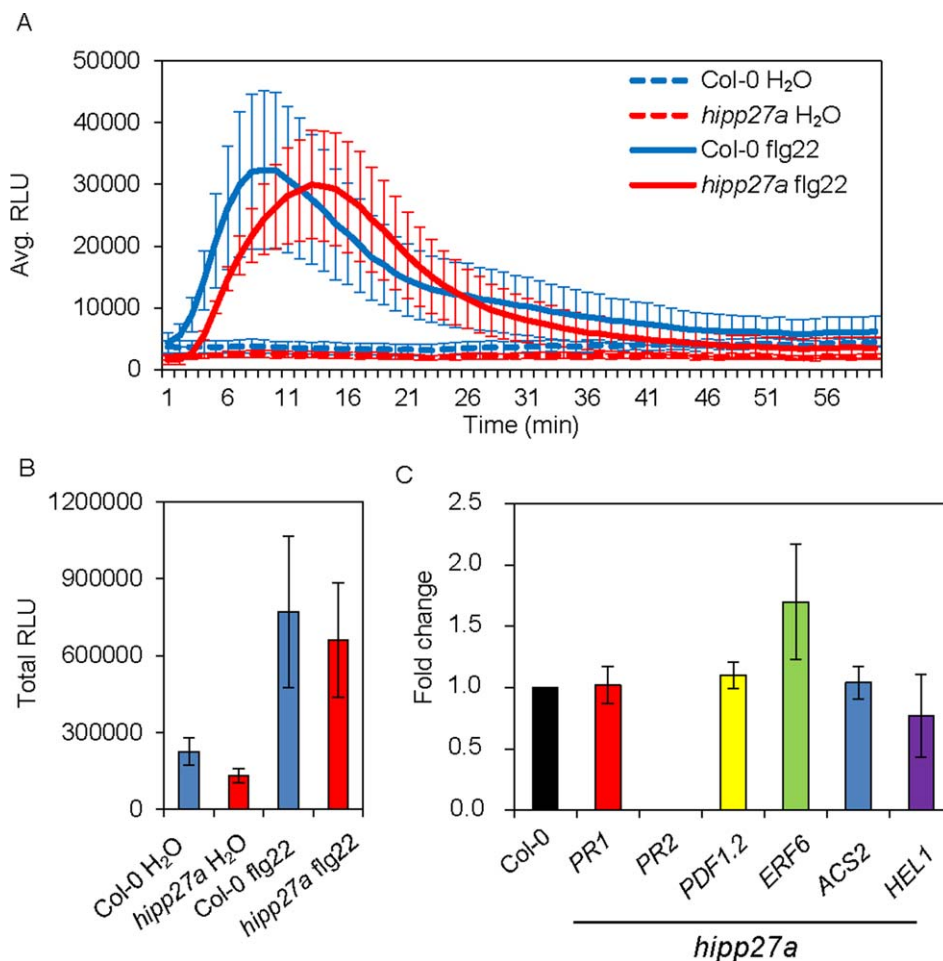 A
50000
40000
30000
20000
10000
0
Avg. RLU
Col-0 H₂O
hipp27a H₂O
Col-0 flg22
hipp27a flg22
1 6 11 16 21 26 31 36 41 46 51 56
Time (min)
B
1200000
900000
600000
300000
0
Total RLU
Col-0 H₂O
hipp27a H₂O
Col-0 flg22
hipp27a flg22
C
2.5
2.0
1.5
1.0
0.5
0.0
Fold change
Col-0
PR1
PR2
PDF1.2
ERF6
ACS2
HEL1
hipp27a